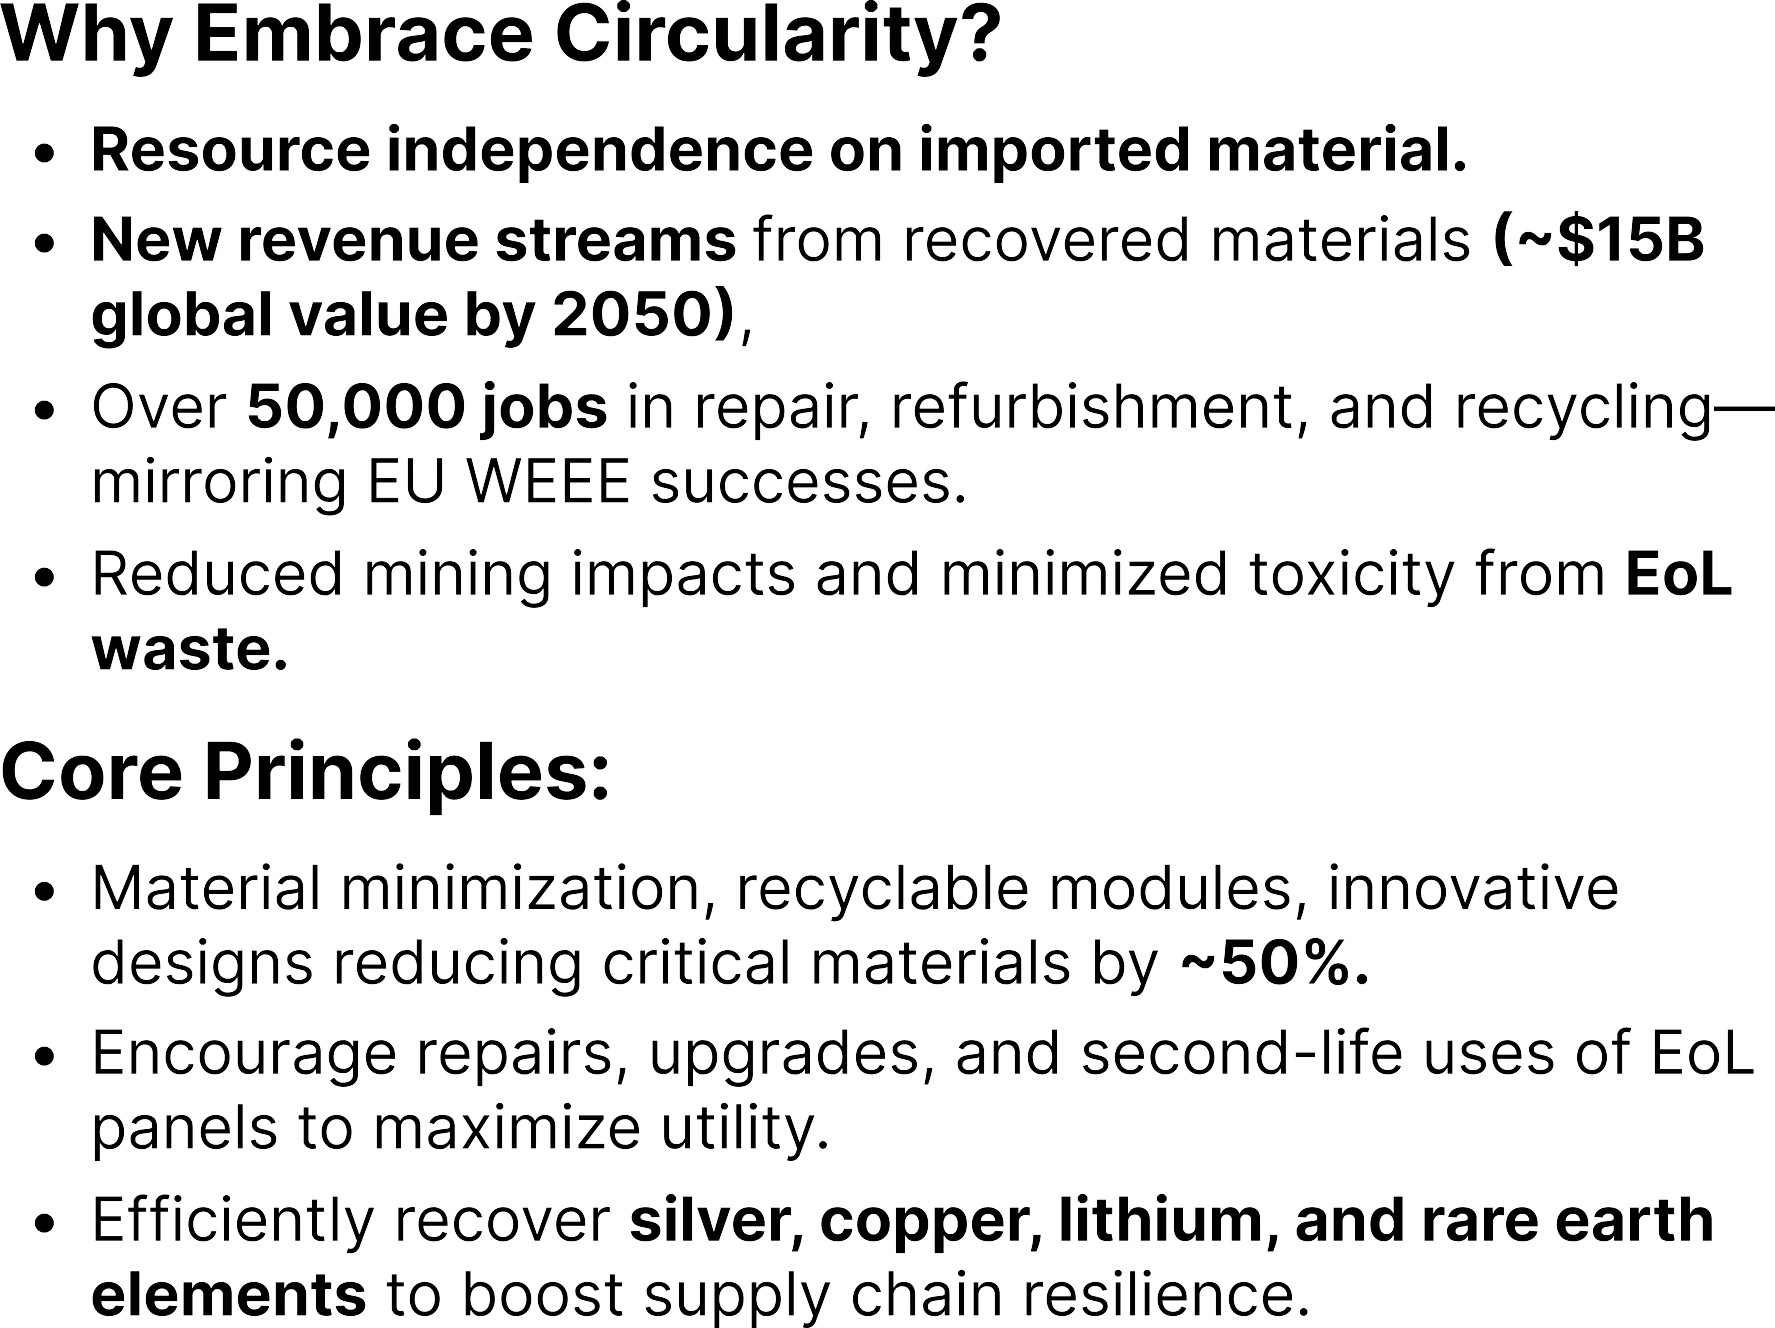 Why Embrace Circularity?
• Resource independence on imported material.
• New revenue streams from recovered materials (~$15B
global value by 2050),
• Over 50,000 jobs in repair, refurbishment, and recycling—
mirroring EU WEEE successes.
• Reduced mining impacts and minimized toxicity from EoL
waste.
Core Principles:
• Material minimization, recyclable modules, innovative
designs reducing critical materials by ~50%.
• Encourage repairs, upgrades, and second-life uses of EoL
panels to maximize utility.
• Efficiently recover silver, copper, lithium, and rare earth
elements to boost supply chain resilience.